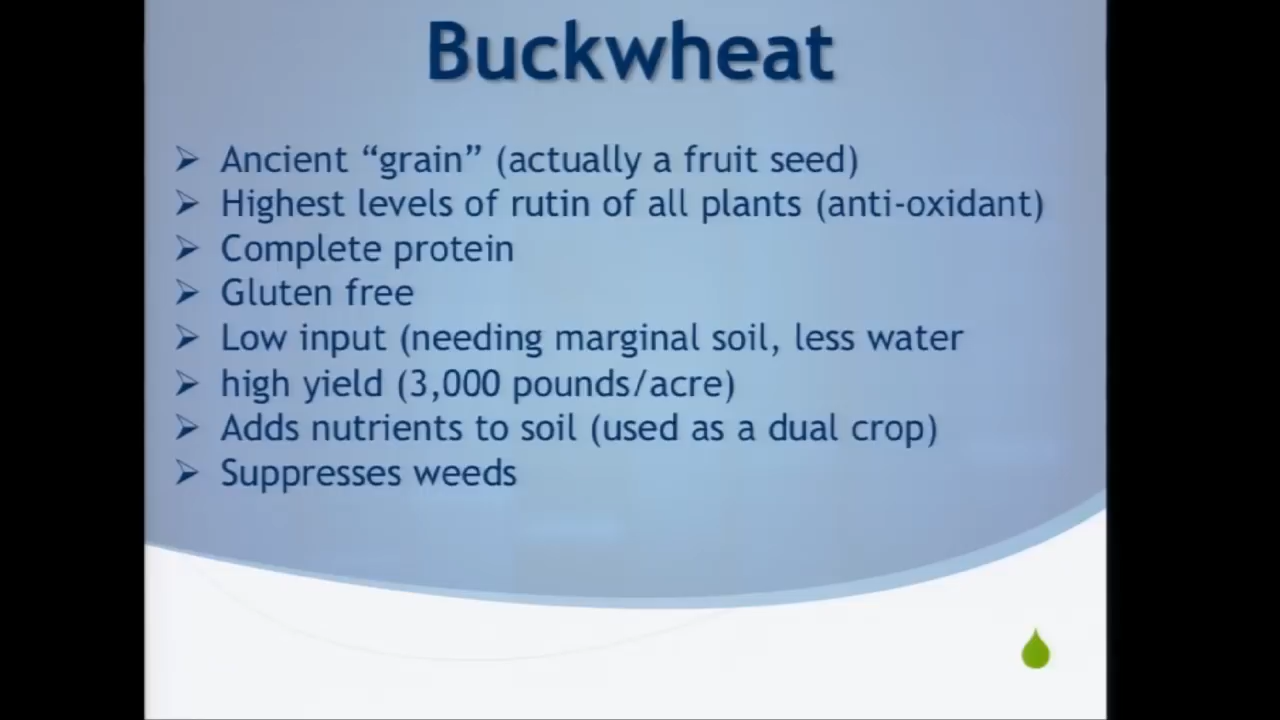 Buckwheat
➢ Ancient “grain” (actually a fruit seed)
➢ Highest levels of rutin of all plants (anti-oxidant)
➢ Complete protein
➢ Gluten free
➢ Low input (needing marginal soil, less water
➢ high yield (3,000 pounds/acre)
➢ Adds nutrients to soil (used as a dual crop)
➢ Suppresses weeds